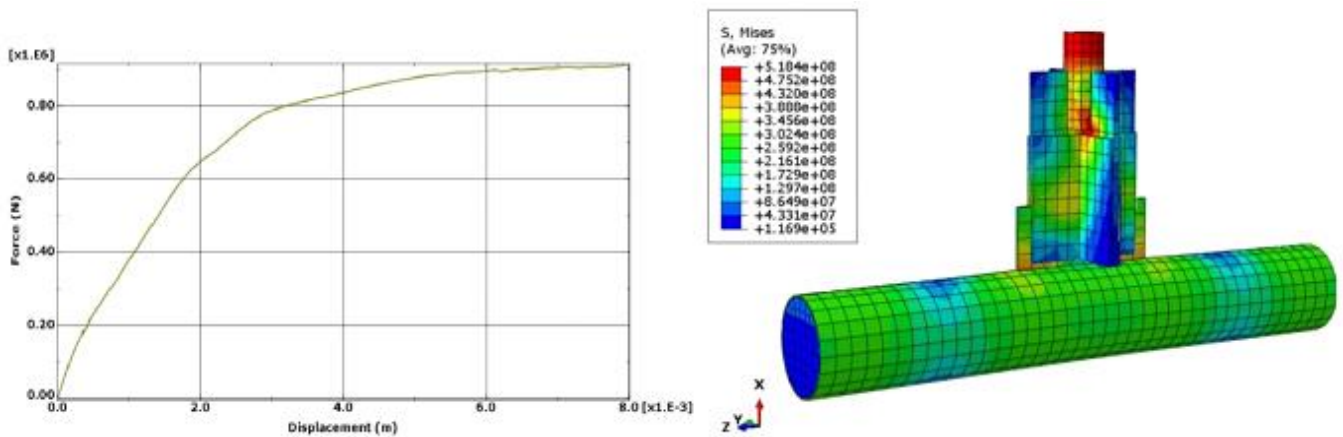 [x1.E6]
0.80
0.60
0.40
0.20
0.00
Force (N)
0.0
2.0
4.0
6.0
8.0 [x1.E-3]
Displacement (m)
S, Mises
(Avg: 75%)
+5.184e+08
+4.752e+08
+4.320e+08
+3.888e+08
+3.456e+08
+3.024e+08
+2.592e+08
+2.161e+08
+1.729e+08
+1.297e+08
+8.649e+07
+4.331e+07
+1.169e+05
X
Y
Z